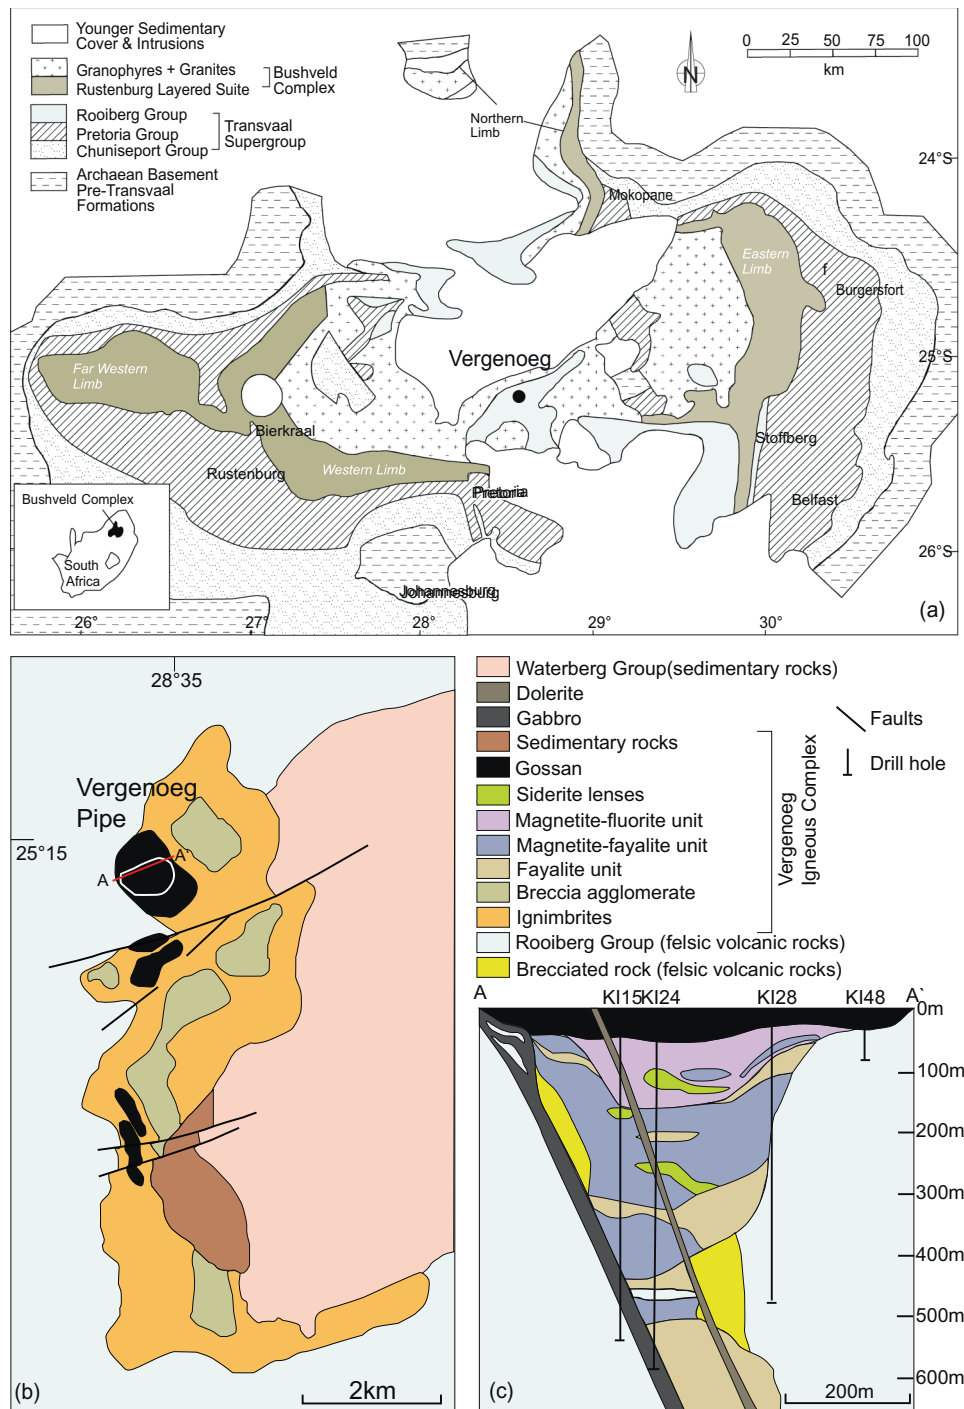 Younger Sedimentary
Cover & Intrusions
Granophyres + Granites
Rustenburg Layered Suite
Bushveld
Complex
Rooiberg Group
Pretoria Group
Chuniseport Group
Transvaal
Supergroup
Archaean Basement
Pre-Transvaal
Formations
0 25 50 75 100
km
N
Northern
Limb
24°S
Mokopane
Eastern
Limb
f
Burgersfort
Vergenoeg
25°S
Far Western
Limb
Bierkraal
Stoffberg
Rustenburg
Western Limb
Pretoria
Belfast
Bushveld Complex
South
Africa
26°S
Johannesburg
26° 27° 28° 29° 30°
(a)
28°35
Vergenoeg
Pipe
25°15
A A'
2km
(b)
Waterberg Group(sedimentary rocks)
Dolerite
Gabbro
Sedimentary rocks
Gossan
Siderite lenses
Magnetite-fluorite unit
Magnetite-fayalite unit
Fayalite unit
Breccia agglomerate
Ignimbrites
Rooiberg Group (felsic volcanic rocks)
Brecciated rock (felsic volcanic rocks)
Vergenoeg
Igneous Complex
Faults
Drill hole
A KI15 KI24 KI28 KI48 A`
0m
100m
200m
300m
400m
500m
600m
200m
(c)